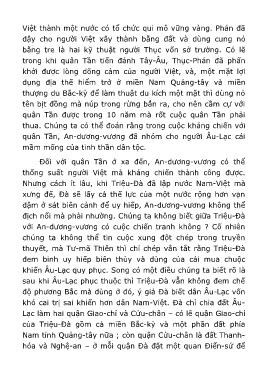 Việt thành một nước có tổ chức qui mô vững vàng. Phán đã
dậy cho người Việt xây thành bằng đất và dùng cung nỏ
bằng tre là hai kỹ thuật người Thục vốn sở trường. Có lẽ
trong khi quân Tần tiến đánh Tây-Âu, Thục-Phán đã phấn
khởi được lòng dõng cảm của người Việt, và, một mặt lợi
dụng địa thế hiểm trở ở miền Nam Quảng-tây và miền
thượng du Bắc-kỳ để làm thuật du kích một mặt thì dùng nỏ
tên bịt đồng mà núp trong rừng bắn ra, cho nên cầm cự với
quân Tần được trong 10 năm mà rốt cuộc quân Tần phải
thua. Chúng ta có thể đoán rằng trong cuộc kháng chiến với
quân Tần, An-dương-vương đã nhóm cho người Âu-Lạc cái
mầm mống của tinh thần dân tộc.
Đối với quân Tần ở xa đến, An-dương-vương có thể
thống suất người Việt mà kháng chiến thành công được.
Nhưng cách ít lâu, khi Triệu-Đà đã lập nước Nam-Việt mà
xưng đế, Đà sẽ lấy cả thế lực của một nước rộng hơn vạn
dặm ở sát biên cảnh để uy hiếp, An-dương-vương không thể
địch nổi mà phải nhường. Chúng ta không biết giữa Triệu-Đà
với An-dương-vương có cuộc chiến tranh không ? Cố nhiên
chúng ta không thể tin cuộc xung đột chép trong truyền
thuyết, mà Tư-mã Thiên thì chỉ chép vắn tắt rằng Triệu-Đà
đem binh uy hiếp biên thùy và dùng của cải mua chuộc
khiến Âu-Lạc quy phục. Song có một điều chúng ta biết rõ là
sau khi Âu-Lạc phục thuộc thì Triệu-Đà vẫn không đem chế
độ phương Bắc mà dùng ở đó, ý giả Đà biết dân Âu-Lạc vốn
khó cai trị sai khiến hơn dân Nam-Việt. Đà chỉ chia đất Âu-
Lạc làm hai quận Giao-chỉ và Cửu-chân – có lẽ quận Giao-chỉ
của Triệu-Đà gồm cả miền Bắc-kỳ và một phần đất phía
Nam tỉnh Quảng-tây nữa ; còn quận Cửu-chân là đất Thanh-
hóa và Nghệ-an – ở mỗi quận Đà đặt một quan Điển-sứ để